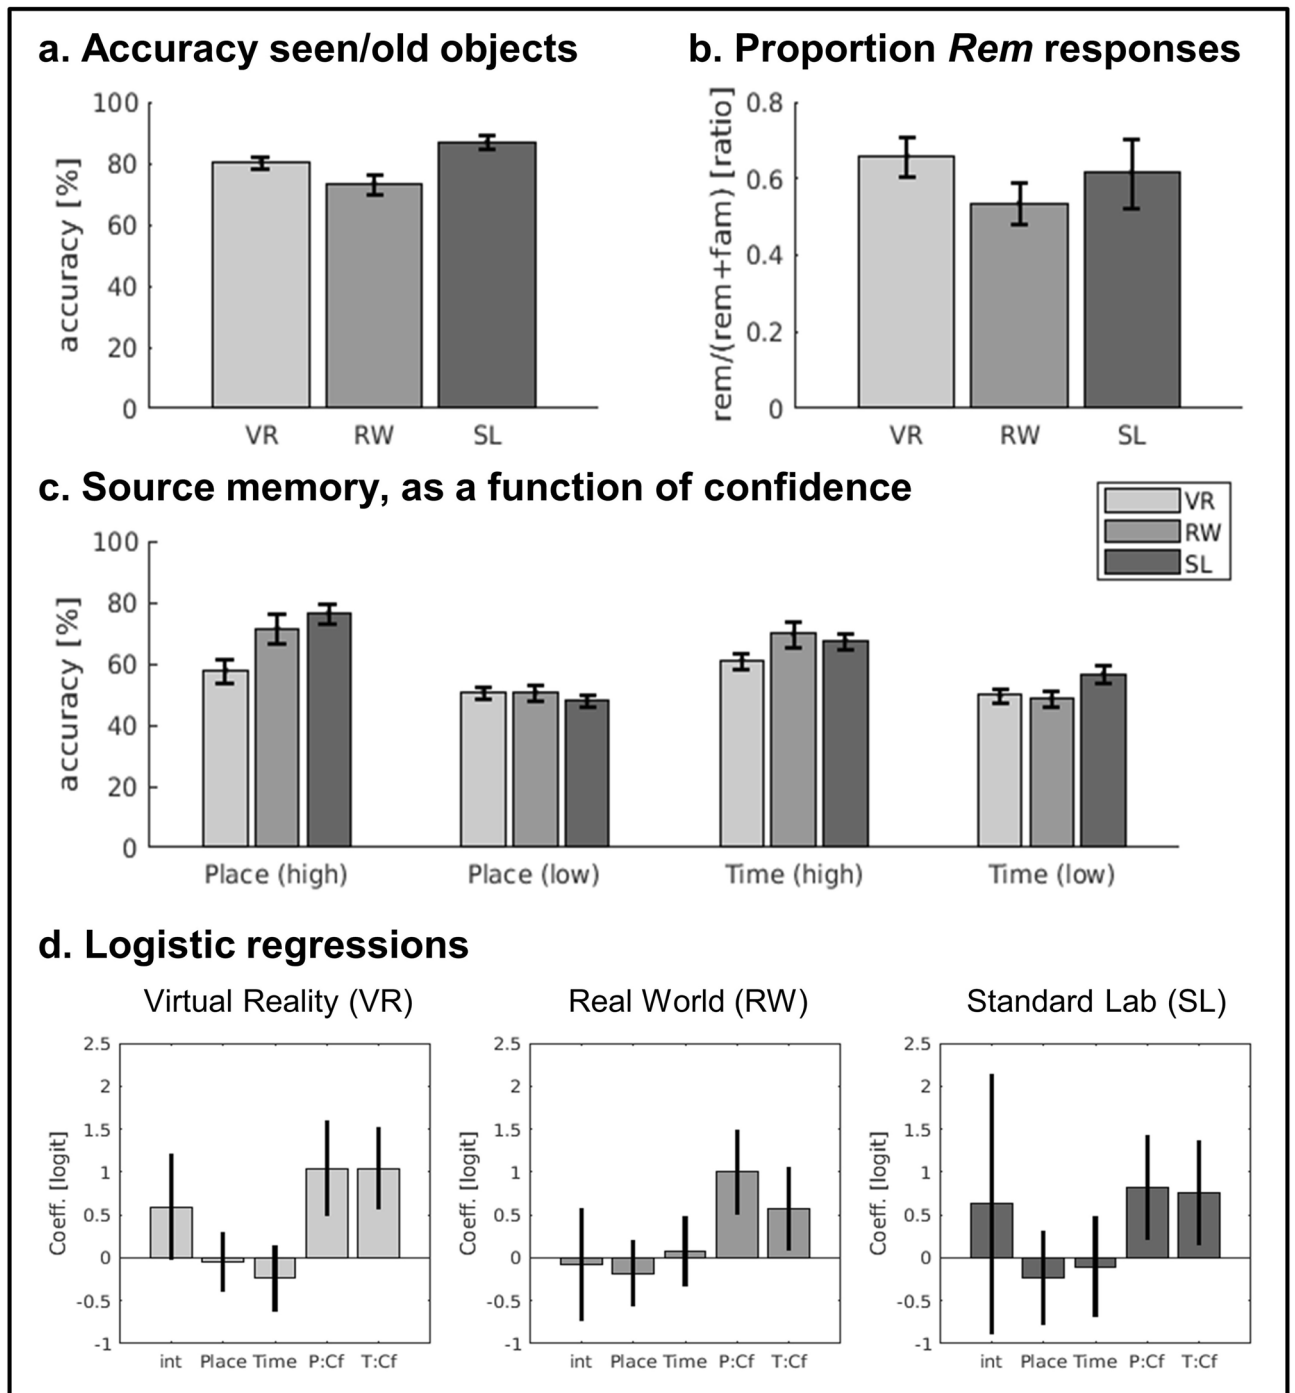 a. Accuracy seen/old objects
100
80
60
40
20
0
accuracy [%]
VR RW SL
b. Proportion Rem responses
0.8
0.6
0.4
0.2
0
rem/(rem+fam) [ratio]
VR RW SL
c. Source memory, as a function of confidence
VR
RW
SL
100
80
60
40
20
0
accuracy [%]
Place (high) Place (low) Time (high) Time (low)
d. Logistic regressions
Virtual Reality (VR)
2.5
2
1.5
1
0.5
0
-0.5
-1
Coeff. [logit]
int Place Time P:Cf T:Cf
Real World (RW)
2.5
2
1.5
1
0.5
0
-0.5
-1
Coeff. [logit]
int Place Time P:Cf T:Cf
Standard Lab (SL)
2.5
2
1.5
1
0.5
0
-0.5
-1
Coeff. [logit]
int Place Time P:Cf T:Cf